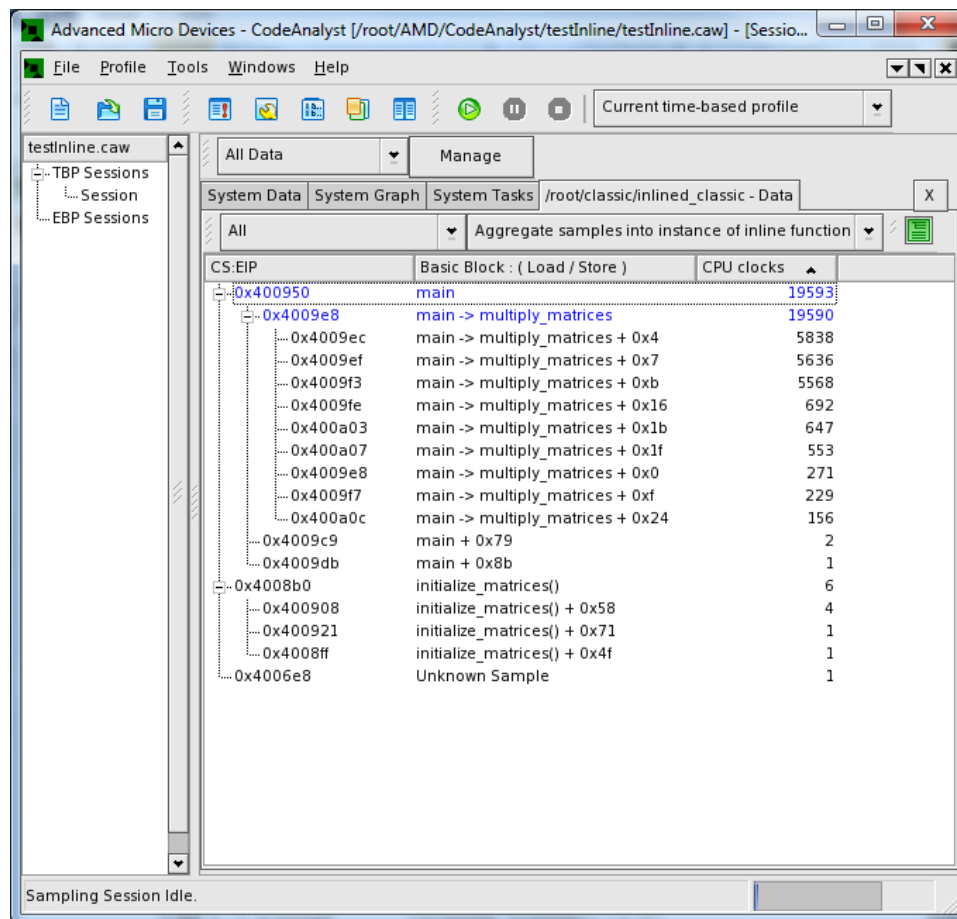 Advanced Micro Devices - CodeAnalyst [/root/AMD/CodeAnalyst/testInline/testInline.caw] - [Sessio...
File Profile Tools Windows Help
Current time-based profile
testInline.caw
TBP Sessions
Session
EBP Sessions
All Data Manage
System Data System Graph System Tasks /root/classic/inlined_classic - Data X
All Aggregate samples into instance of inline function
CS:EIP Basic Block : ( Load / Store ) CPU clocks
0x400950 main 19593
0x4009e8 main -> multiply_matrices 19590
0x4009ec main -> multiply_matrices + 0x4 5838
0x4009ef main -> multiply_matrices + 0x7 5636
0x4009f3 main -> multiply_matrices + 0xb 5568
0x4009fe main -> multiply_matrices + 0x16 692
0x400a03 main -> multiply_matrices + 0x1b 647
0x400a07 main -> multiply_matrices + 0x1f 553
0x4009e8 main -> multiply_matrices + 0x0 271
0x4009f7 main -> multiply_matrices + 0xf 229
0x400a0c main -> multiply_matrices + 0x24 156
0x4009c9 main + 0x79 2
0x4009db main + 0x8b 1
0x4008b0 initialize_matrices() 6
0x400908 initialize_matrices() + 0x58 4
0x400921 initialize_matrices() + 0x71 1
0x4008ff initialize_matrices() + 0x4f 1
0x4006e8 Unknown Sample 1
Sampling Session Idle.